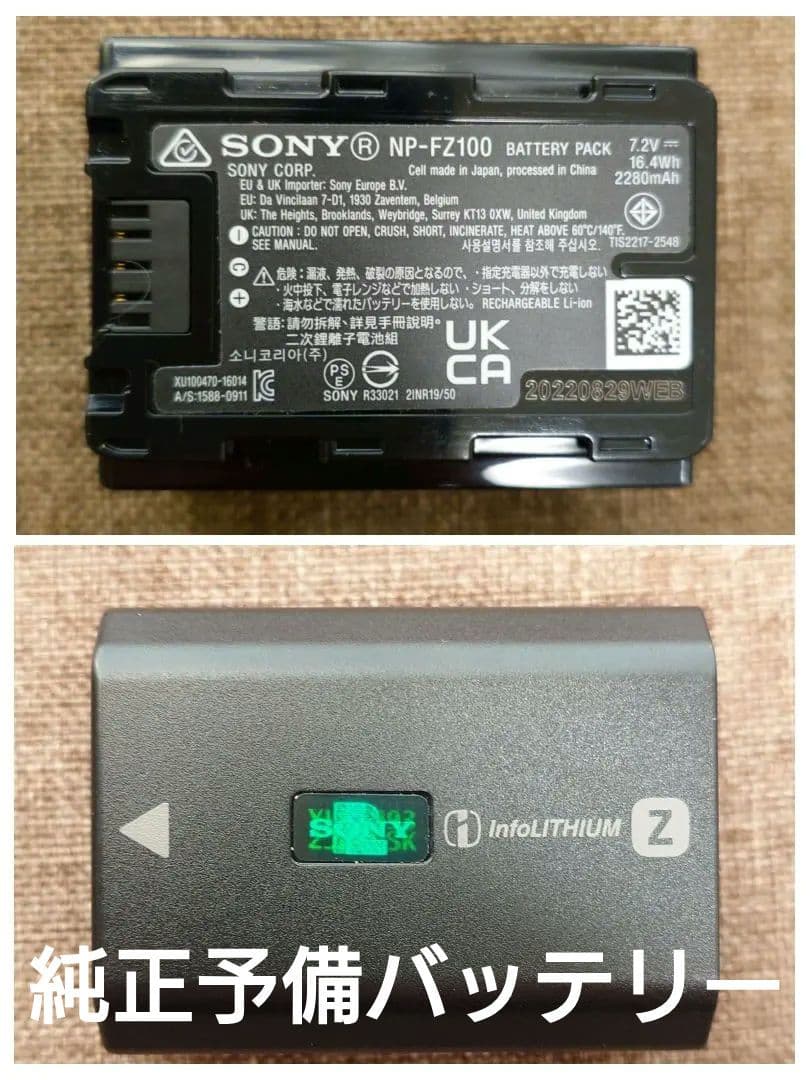 SONY® NP-FZ100 BATTERY PACK 7.2V ⎓
16.4Wh
2280mAh
SONY CORP. Cell made in Japan, processed in China
EU & UK Importer: Sony Europe B.V.
EU: Da Vincilaan 7-D1, 1930 Zaventem, Belgium
UK: The Heights, Brooklands, Weybridge, Surrey KT13 0XW, United Kingdom
CAUTION : DO NOT OPEN, CRUSH, SHORT, INCINERATE, HEAT ABOVE 60℃/140℉.
SEE MANUAL. 사용설명서를 참조해 주십시오. TIS2217-2548
C
危険:漏液、発熱、破裂の原因となるので、・指定充電器以外で充電しない
・火中投下、電子レンジなどで加熱しない ・ショート、分解をしない
・海水などで濡れたバッテリーを使用しない。 RECHARGEABLE Li-ion
警語:請勿拆解、詳見手冊說明。
二次鋰離子電池組
UK
CA
소니코리아(주)
XU100470-16014
A/S:1588-0911
PS
E
SONY R33021 2INR19/50
20220829WEB
SONY
InfoLITHIUM Z
純正予備バッテリー